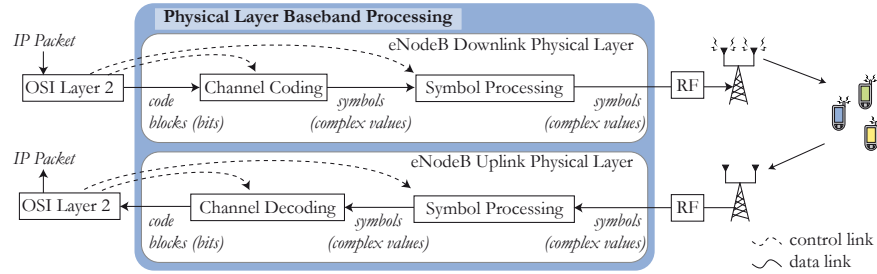 Physical Layer Baseband Processing
IP Packet
eNodeB Downlink Physical Layer
OSI Layer 2
Channel Coding
Symbol Processing
RF
code
blocks (bits)
symbols
(complex values)
symbols
(complex values)
IP Packet
eNodeB Uplink Physical Layer
OSI Layer 2
Channel Decoding
Symbol Processing
RF
code
blocks (bits)
symbols
(complex values)
symbols
(complex values)
control link
data link